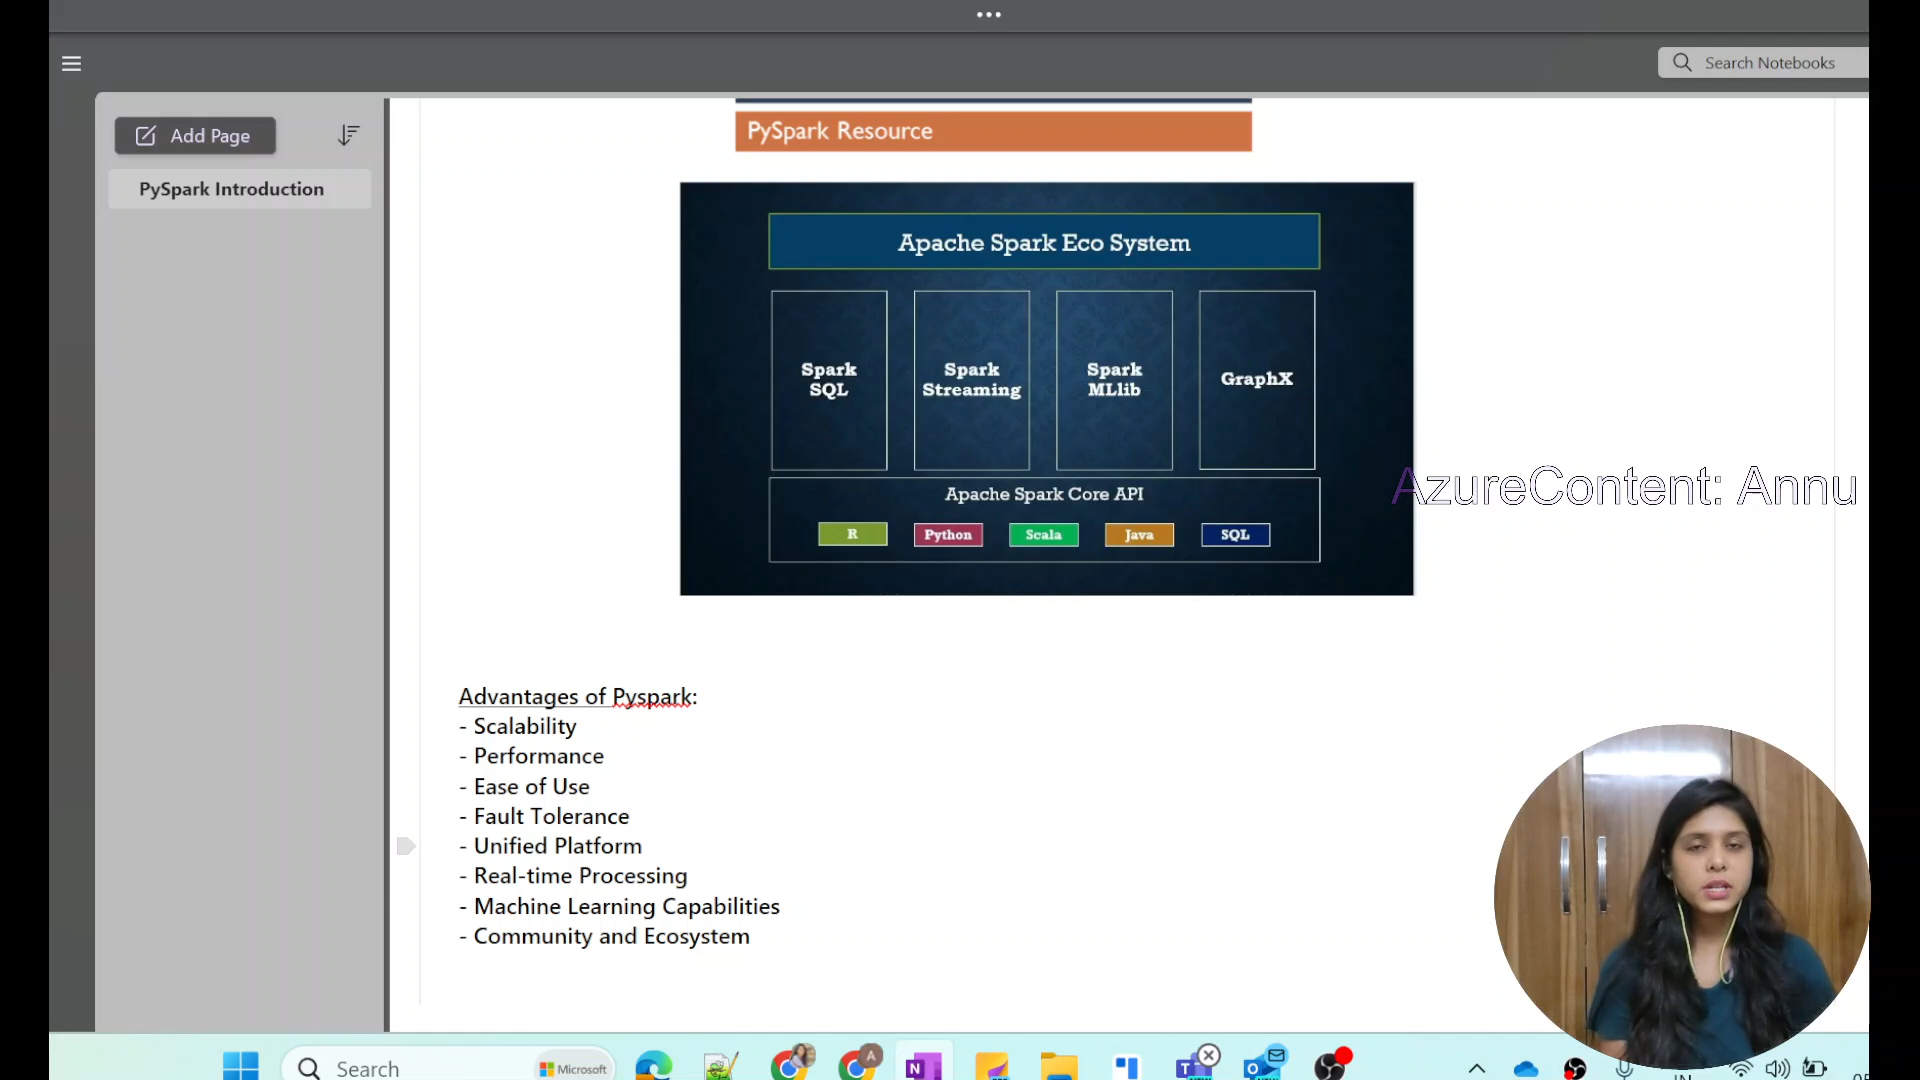 Search Notebooks
Add Page
PySpark Introduction
PySpark Resource
Apache Spark Eco System
Spark SQL
Spark Streaming
Spark MLlib
GraphX
Apache Spark Core API
R
Python
Scala
Java
SQL
AzureContent: Annu
Advantages of Pyspark:
- Scalability
- Performance
- Ease of Use
- Fault Tolerance
- Unified Platform
- Real-time Processing
- Machine Learning Capabilities
- Community and Ecosystem
Search
Microsoft